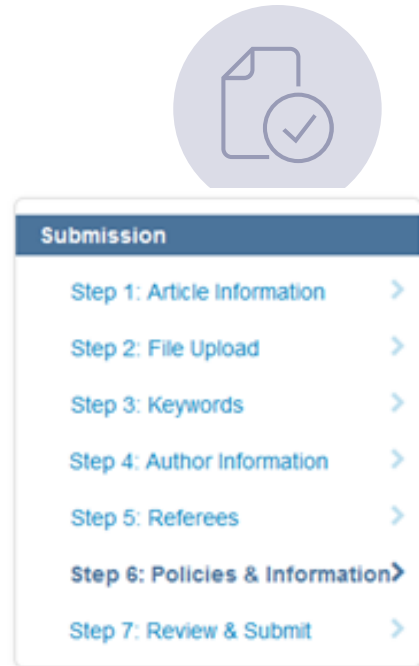 Submission
Step 1: Article Information
Step 2: File Upload
Step 3: Keywords
Step 4: Author Information
Step 5: Referees
Step 6: Policies & Information
Step 7: Review & Submit